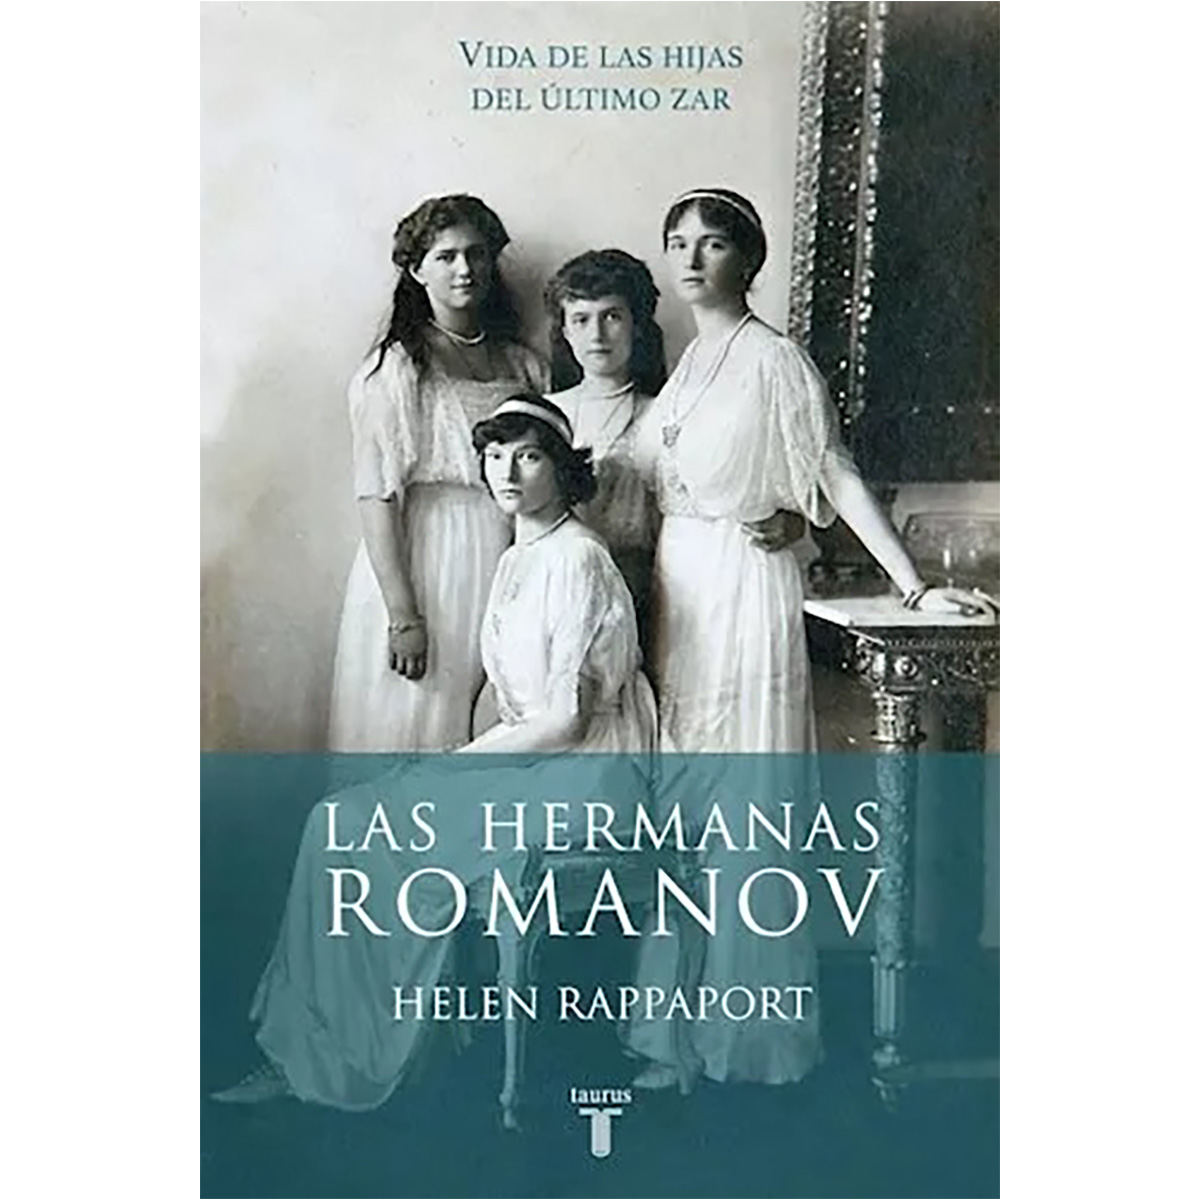 VIDA DE LAS HIJAS
DEL ÚLTIMO ZAR
LAS HERMANAS
ROMANOV
HELEN RAPPAPORT
taurus